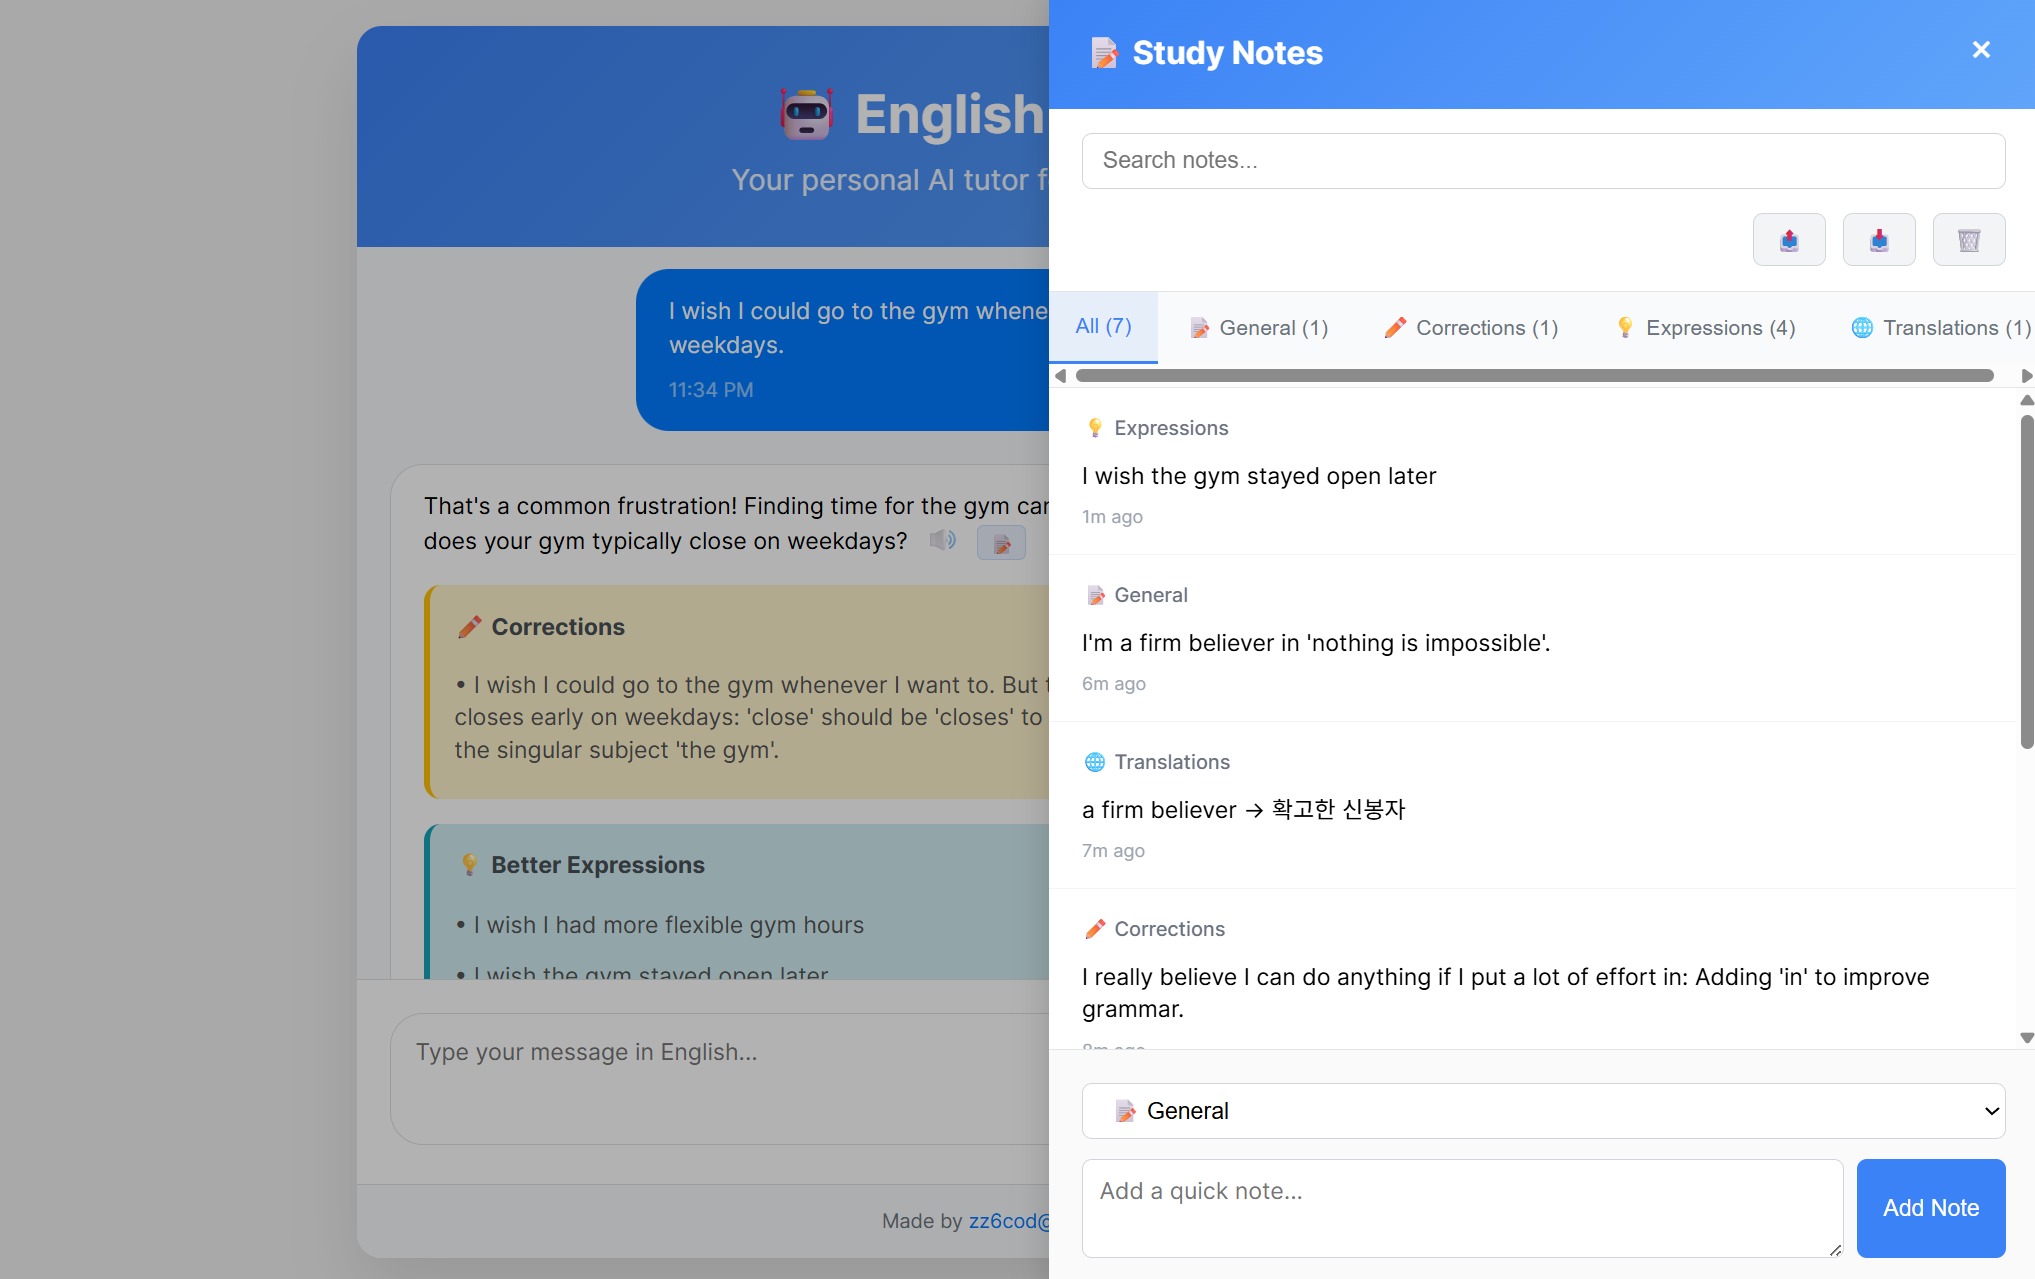 English
Your personal AI tutor f
I wish I could go to the gym whene
weekdays.
11:34 PM
That's a common frustration! Finding time for the gym can
does your gym typically close on weekdays?
Corrections
• I wish I could go to the gym whenever I want to. But t
closes early on weekdays: 'close' should be 'closes' to
the singular subject 'the gym'.
Better Expressions
• I wish I had more flexible gym hours
• I wish the gym stayed open later
Type your message in English...
Made by zz6cod@
Study Notes
×
Search notes...
All (7)
General (1)
Corrections (1)
Expressions (4)
Translations (1)
Expressions
I wish the gym stayed open later
1m ago
General
I'm a firm believer in 'nothing is impossible'.
6m ago
Translations
a firm believer → 확고한 신봉자
7m ago
Corrections
I really believe I can do anything if I put a lot of effort in: Adding 'in' to improve
grammar.
8m ago
General
Add a quick note...
Add Note